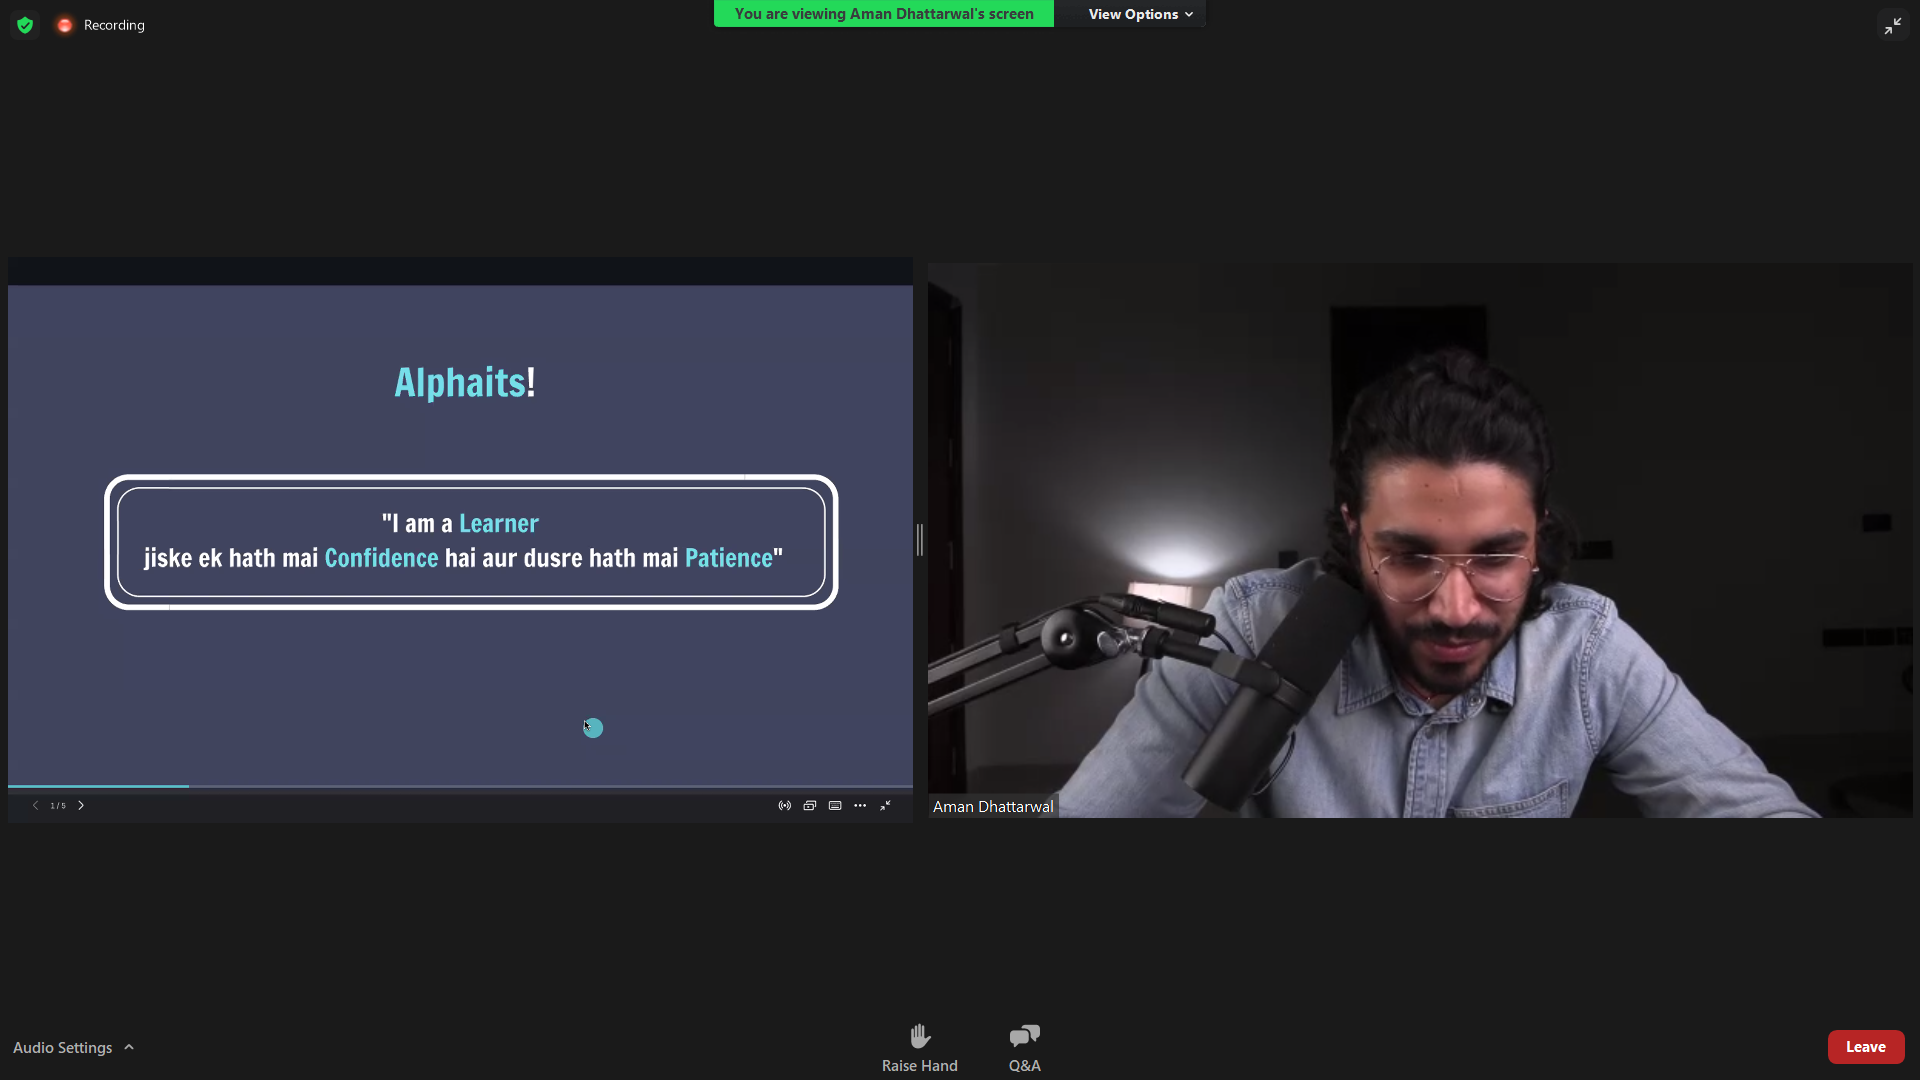 Recording
You are viewing Aman Dhattarwal's screen
View Options
Alphaits!
"I am a Learner
jiske ek hath mai Confidence hai aur dusre hath mai Patience"
1/5
Aman Dhattarwal
Audio Settings
Raise Hand
Q&A
Leave